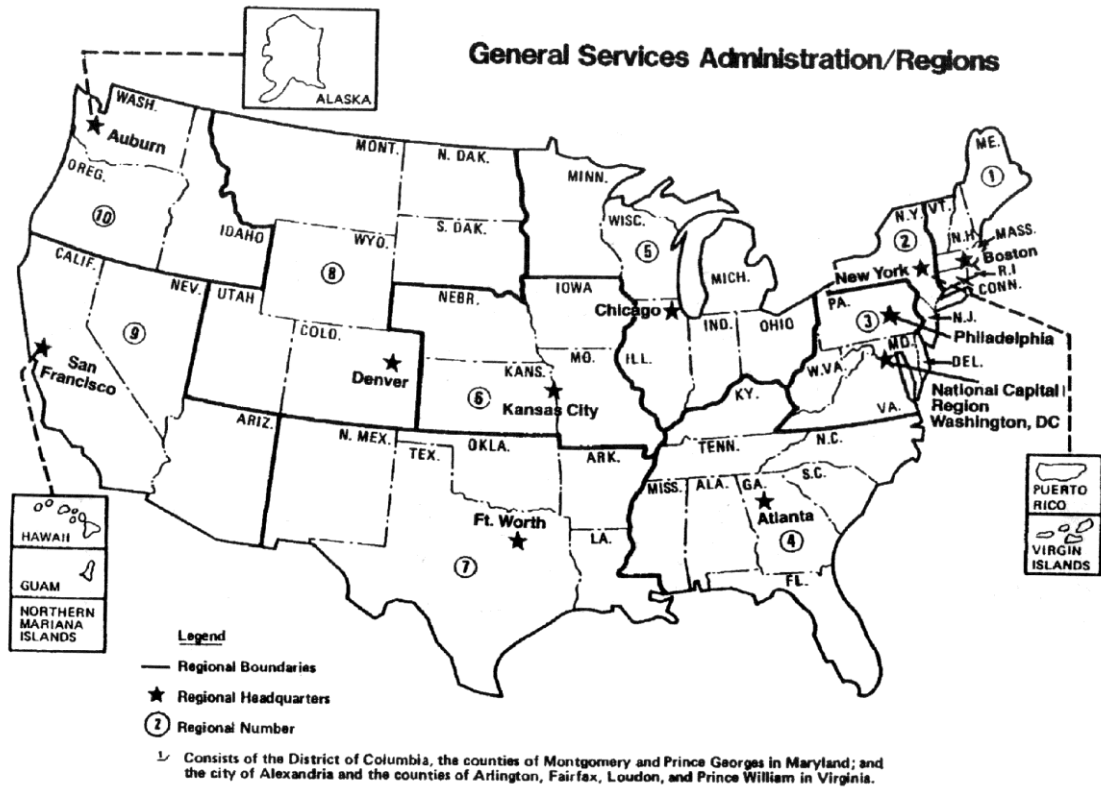 General Services Administration/Regions
ALASKA
WASH.
Auburn
OREG.
10
IDAHO
MONT.
N. DAK.
S. DAK.
WYO.
8
MINN.
WISC.
5
MICH.
ME.
1
N.Y.
VT.
2
N.H.
MASS.
Boston
New York
R.I
CONN.
CALIF.
NEV.
UTAH
9
San
Francisco
COLO.
Denver
NEBR.
IOWA
Chicago
KANS.
MO.
6
Kansas City
ILL.
IND.
OHIO
PA.
3
N.J.
Philadelphia
MD.
DEL.
W.VA.
VA.
National Capital
Region
Washington, DC
KY.
ARIZ.
N. MEX.
TEX.
OKLA.
ARK.
TENN.
N.C.
S.C.
MISS.
ALA.
GA.
Atlanta
4
Ft. Worth
7
LA.
FL.
HAWAII
GUAM
NORTHERN
MARIANA
ISLANDS
PUERTO
RICO
VIRGIN
ISLANDS
Legend
Regional Boundaries
Regional Headquarters
2 Regional Number
1/ Consists of the District of Columbia, the counties of Montgomery and Prince Georges in Maryland; and
the city of Alexandria and the counties of Arlington, Fairfax, Loudon, and Prince William in Virginia.